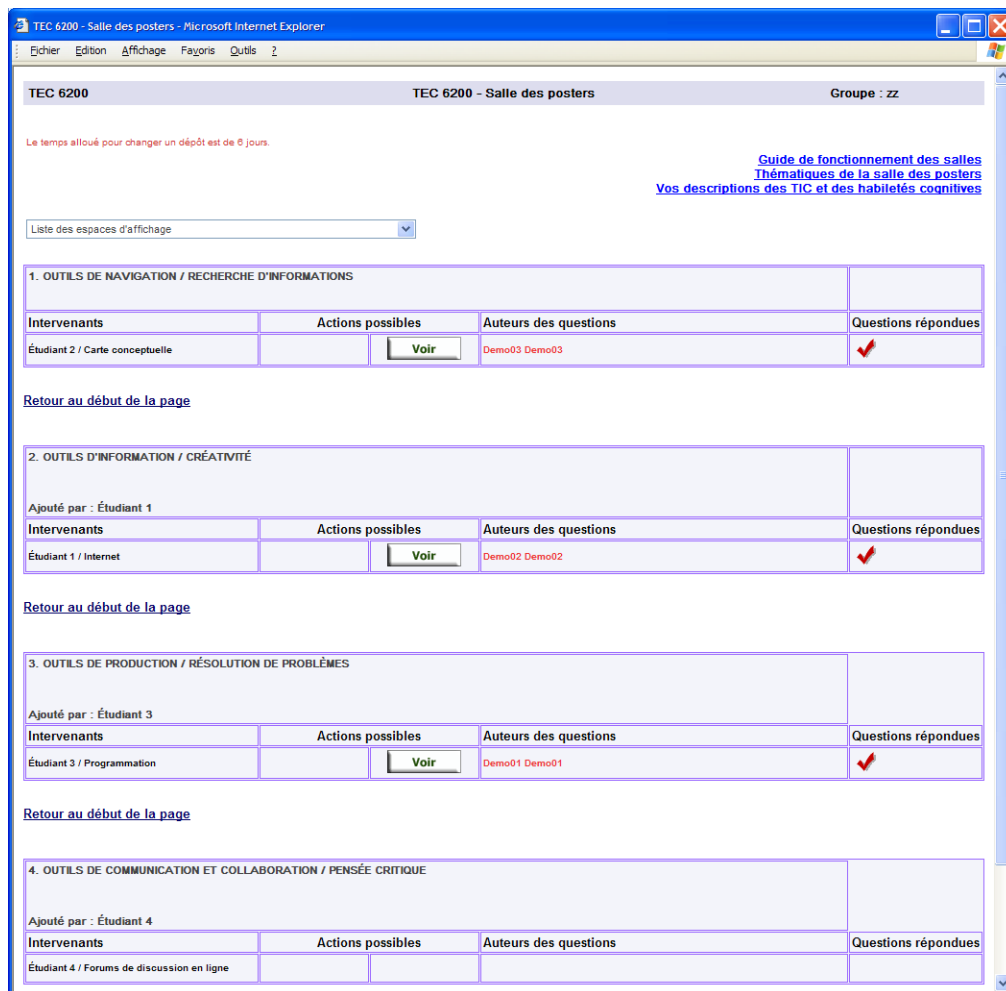 TEC 6200 - Salle des posters - Microsoft Internet Explorer
Fichier Edition Affichage Favoris Outils ?
TEC 6200 TEC 6200 - Salle des posters Groupe : zz
Le temps alloué pour changer un dépôt est de 6 jours.
Guide de fonctionnement des salles
Thématiques de la salle des posters
Vos descriptions des TIC et des habiletés cognitives
Liste des espaces d'affichage
1. OUTILS DE NAVIGATION / RECHERCHE D'INFORMATIONS
Intervenants Actions possibles Auteurs des questions Questions répondues
Étudiant 2 / Carte conceptuelle Voir Demo03 Demo03
Retour au début de la page
2. OUTILS D'INFORMATION / CRÉATIVITÉ
Ajouté par : Étudiant 1
Intervenants Actions possibles Auteurs des questions Questions répondues
Étudiant 1 / Internet Voir Demo02 Demo02
Retour au début de la page
3. OUTILS DE PRODUCTION / RÉSOLUTION DE PROBLÈMES
Ajouté par : Étudiant 3
Intervenants Actions possibles Auteurs des questions Questions répondues
Étudiant 3 / Programmation Voir Demo01 Demo01
Retour au début de la page
4. OUTILS DE COMMUNICATION ET COLLABORATION / PENSÉE CRITIQUE
Ajouté par : Étudiant 4
Intervenants Actions possibles Auteurs des questions Questions répondues
Étudiant 4 / Forums de discussion en ligne